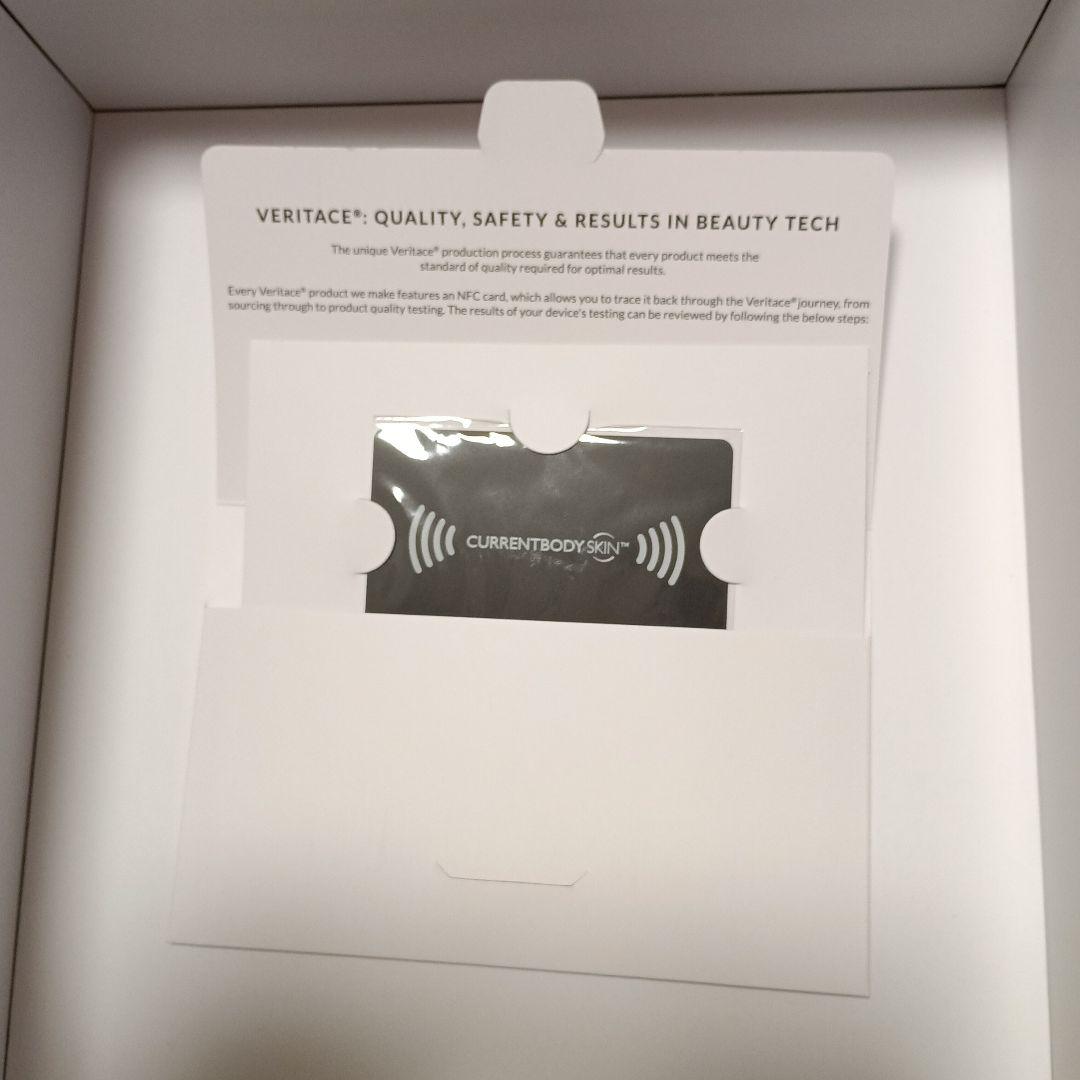 VERITACE®: QUALITY, SAFETY & RESULTS IN BEAUTY TECH
The unique Veritace® production process guarantees that every product meets the
standard of quality required for optimal results.
Every Veritace® product we make features an NFC card, which allows you to trace it back through the Veritace® journey, from
sourcing through to product quality testing. The results of your device's testing can be reviewed by following the below steps:
CURRENTBODY SKIN™